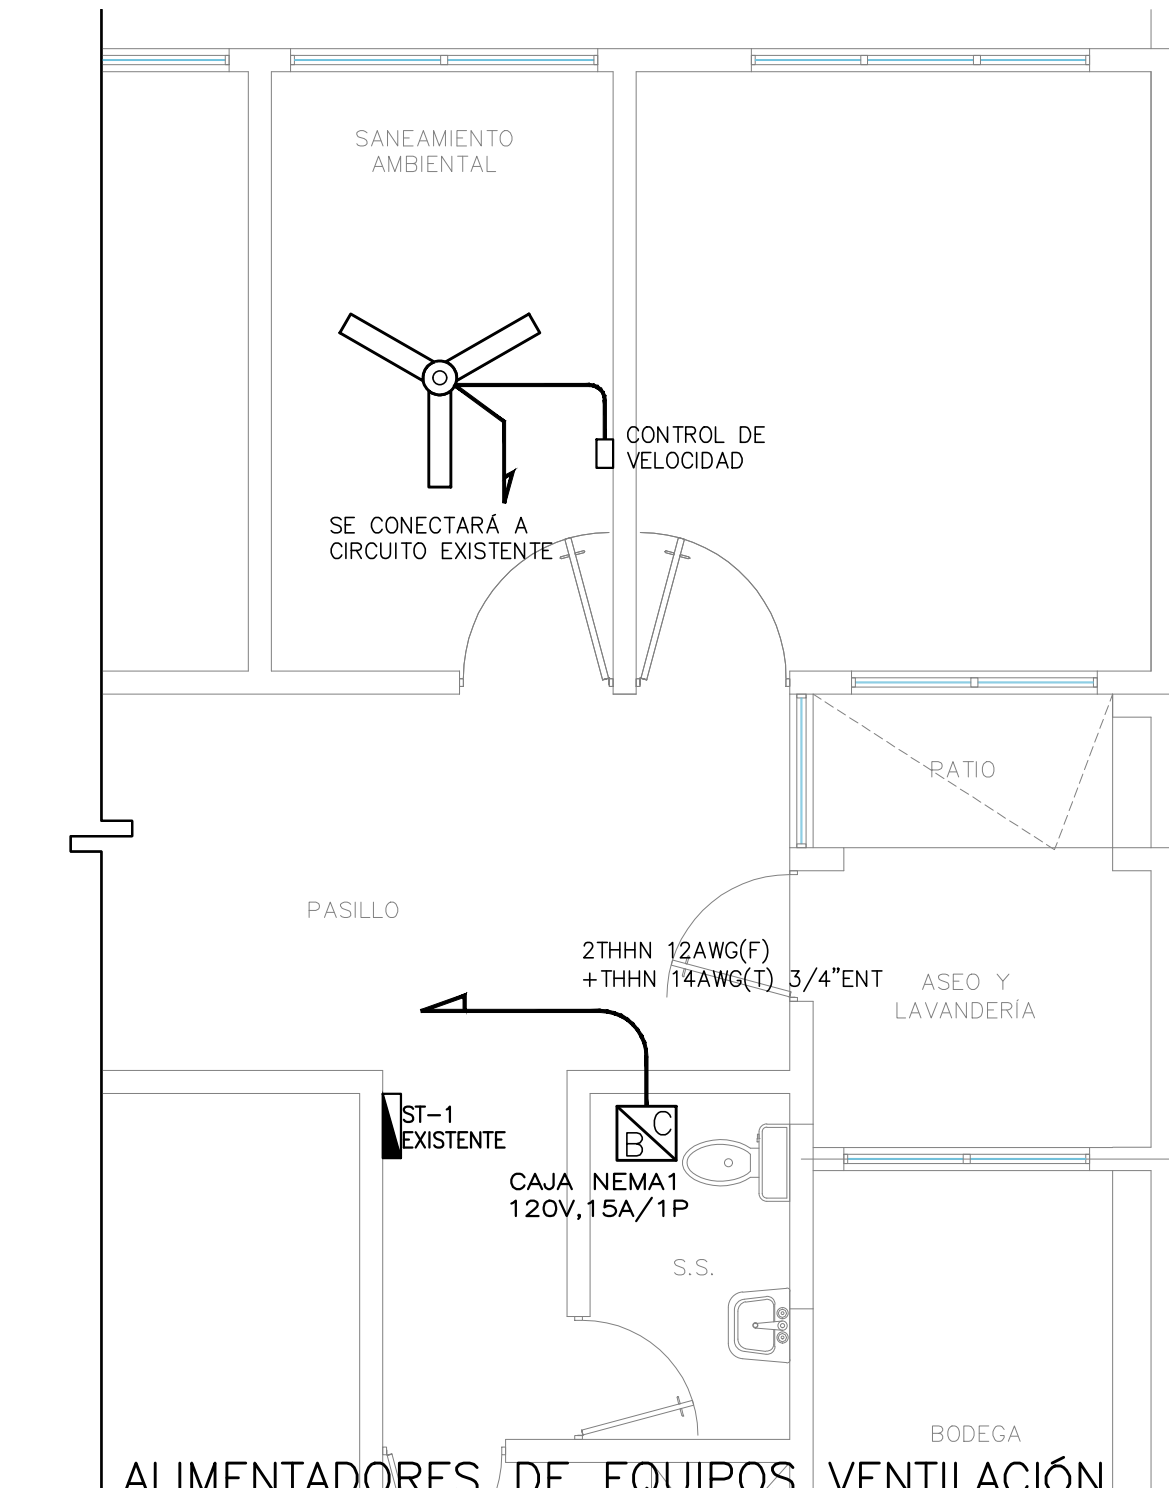 SANEAMIENTO
AMBIENTAL
CONTROL DE
VELOCIDAD
SE CONECTARÁ A
CIRCUITO EXISTENTE
PATIO
PASILLO
2THHN 12AWG(F)
+THHN 14AWG(T) 3/4”ENT
ASEO Y
LAVANDERÍA
ST-1
EXISTENTE
C
B
CAJA NEMA1
120V,15A/1P
S.S.
BODEGA
ALIMENTADORES DE EQUIPOS VENTILACIÓN